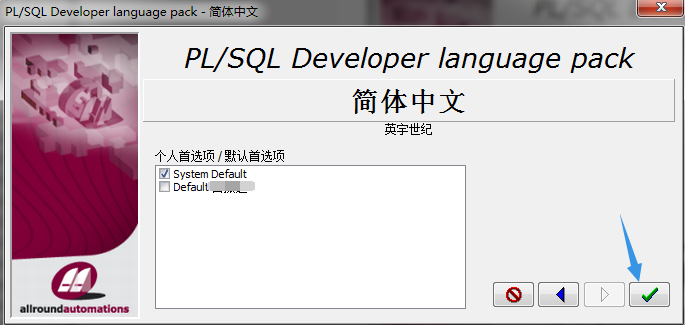 PL/SQL Developer language pack - 简体中文
PL/SQL Developer language pack
简体中文
英宇世纪
个人首选项 / 默认首选项
System Default
Default
allroundautomations